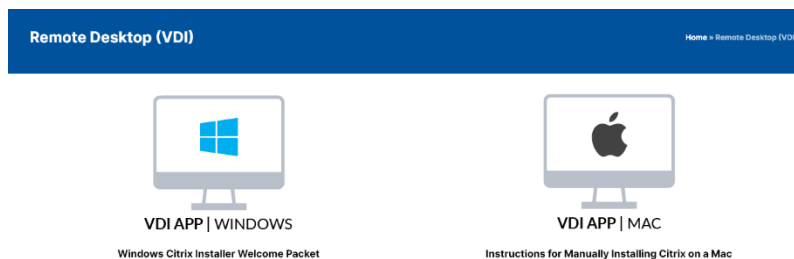 Remote Desktop (VDI)
Home » Remote Desktop (VDI
VDI APP | WINDOWS
VDI APP | MAC
Windows Citrix Installer Welcome Packet
Instructions for Manually Installing Citrix on a Mac